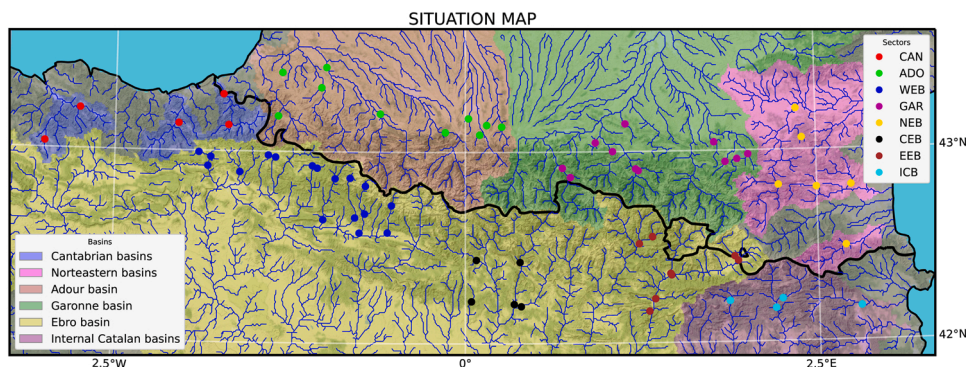 SITUATION MAP
Sectors
CAN
ADO
WEB
GAR
NEB
CEB
EEB
ICB
43°N
Basins
Cantabrian basins
Norteastern basins
Adour basin
Garonne basin
Ebro basin
Internal Catalan basins
42°N
2.5°W
0°
2.5°E